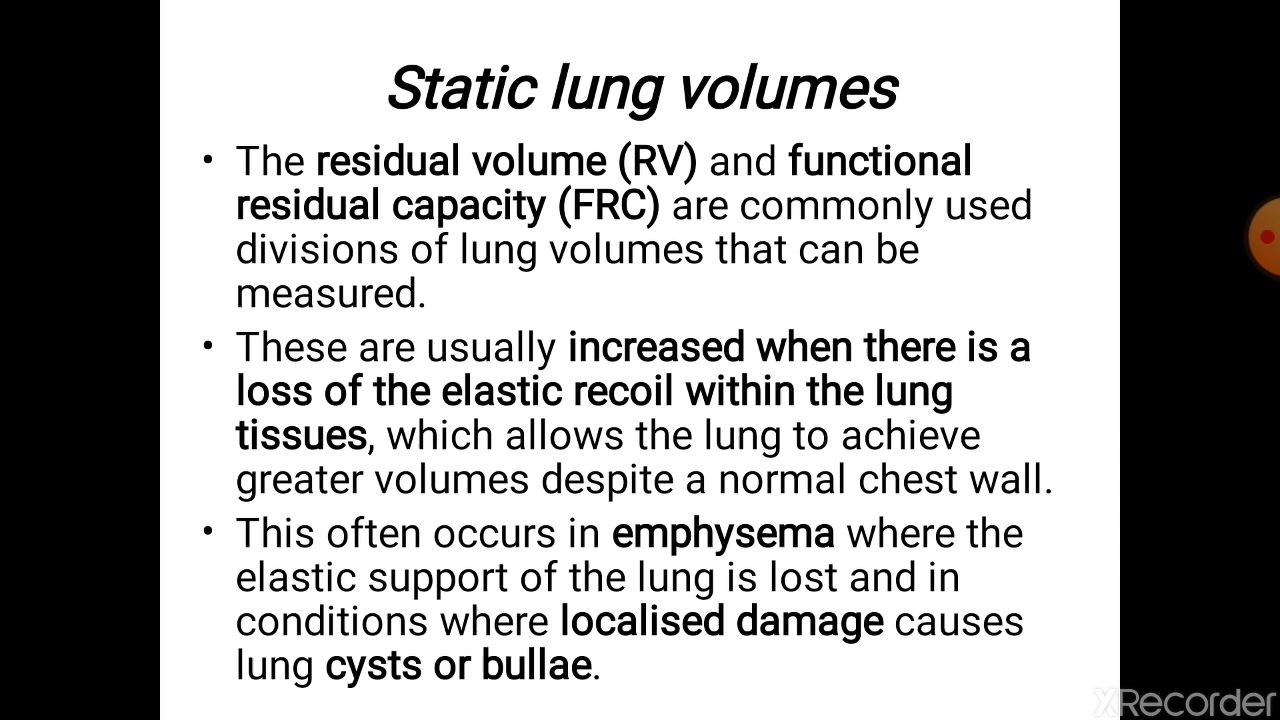 Static lung volumes
• The residual volume (RV) and functional
residual capacity (FRC) are commonly used
divisions of lung volumes that can be
measured.
• These are usually increased when there is a
loss of the elastic recoil within the lung
tissues, which allows the lung to achieve
greater volumes despite a normal chest wall.
• This often occurs in emphysema where the
elastic support of the lung is lost and in
conditions where localised damage causes
lung cysts or bullae.
XRecorder